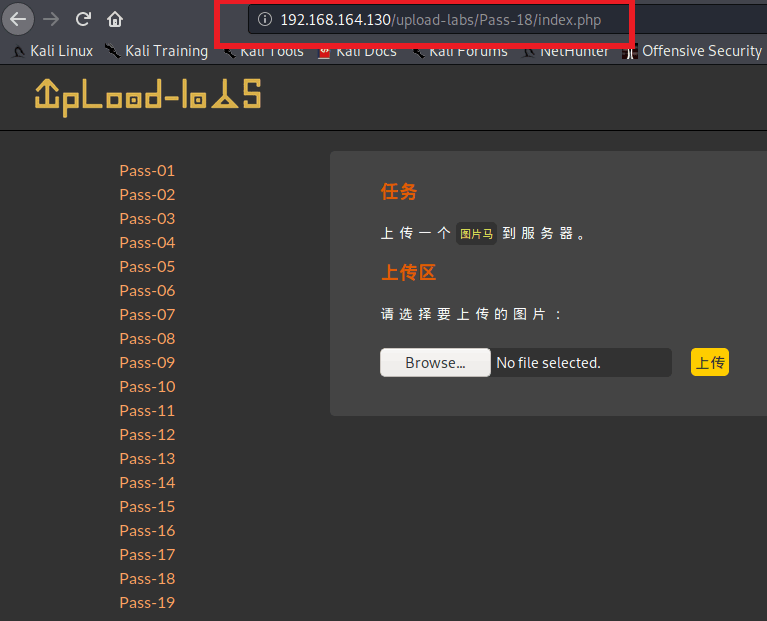 192.168.164.130/upload-labs/Pass-18/index.php
Kali Linux Kali Training Kali Tools Kali Docs Kali Forums NetHunter Offensive Security
UpLoad-labs
Pass-01
Pass-02
Pass-03
Pass-04
Pass-05
Pass-06
Pass-07
Pass-08
Pass-09
Pass-10
Pass-11
Pass-12
Pass-13
Pass-14
Pass-15
Pass-16
Pass-17
Pass-18
Pass-19
任务
上传一个 图片马 到服务器。
上传区
请选择要上传的图片：
Browse... No file selected. 上传